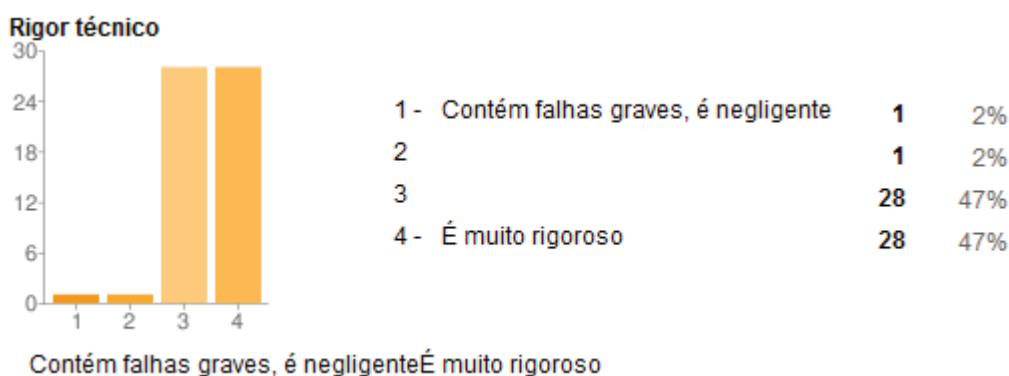 Rigor técnico
30
24
18
12
6
0
1 2 3 4
Contém falhas graves, é negligenteÉ muito rigoroso
1 - Contém falhas graves, é negligente 1 2%
2 1 2%
3 28 47%
4 - É muito rigoroso 28 47%